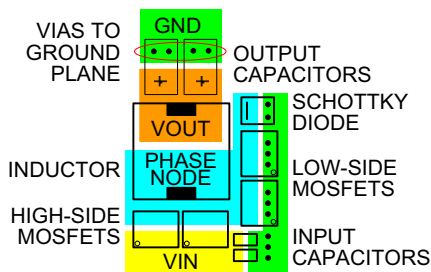 VIAS TO
GROUND
PLANE
GND
OUTPUT
CAPACITORS
SCHOTTKY
DIODE
VOUT
INDUCTOR
PHASE
NODE
LOW-SIDE
MOSFETS
HIGH-SIDE
MOSFETS
VIN
INPUT
CAPACITORS